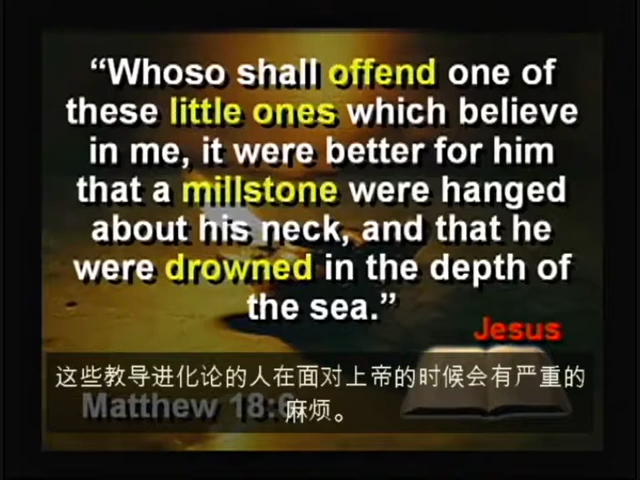 “Whoso shall offend one of
these little ones which believe
in me, it were better for him
that a millstone were hanged
about his neck, and that he
were drowned in the depth of
the sea.”
Jesus
这些教导进化论的人在面对上帝的时候会有严重的
麻烦。
Matthew 18:6